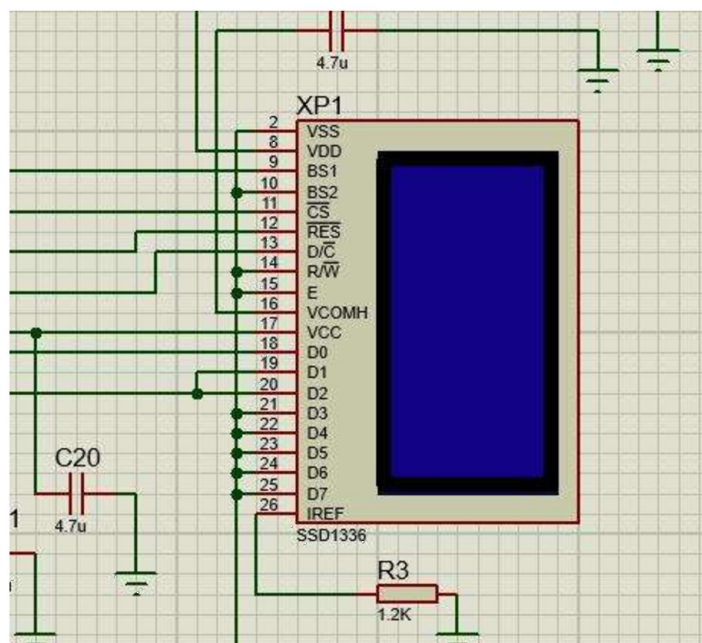 4.7u
XP1
2 VSS
8 VDD
9 BS1
10 BS2
11 CS
12 RES
13 D/C
14 R/W
15 E
16 VCOMH
17 VCC
18 D0
19 D1
20 D2
21 D3
22 D4
23 D5
24 D6
25 D7
26 IREF
SSD1336
C20
4.7u
1
R3
1.2K